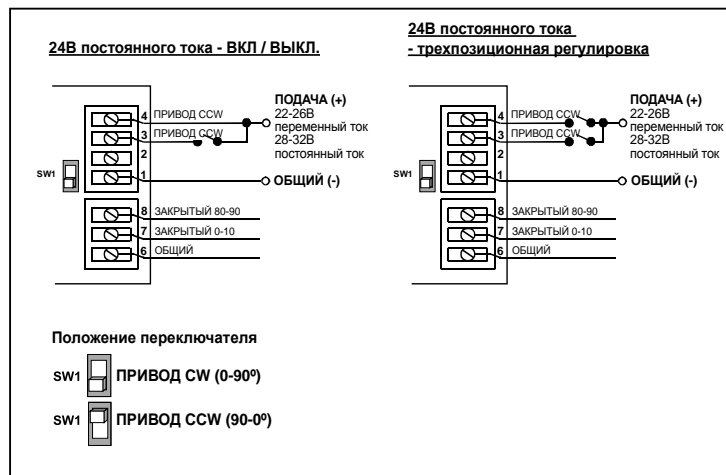 24В постоянного тока - ВКЛ / ВЫКЛ.
ПОДАЧА (+)
4 ПРИВОД CCW
22-26В
переменный ток
3 ПРИВОД CCW
28-32В
постоянный ток
2
SW1
1
ОБЩИЙ (-)
8 ЗАКРЫТЫЙ 80-90
7 ЗАКРЫТЫЙ 0-10
6 ОБЩИЙ
24В постоянного тока
- трехпозиционная регулировка
ПОДАЧА (+)
4 ПРИВОД CCW
22-26В
переменный ток
3 ПРИВОД CCW
28-32В
постоянный ток
2
SW1
1
ОБЩИЙ (-)
8 ЗАКРЫТЫЙ 80-90
7 ЗАКРЫТЫЙ 0-10
6 ОБЩИЙ
Положение переключателя
SW1 ПРИВОД CW (0-90º)
SW1 ПРИВОД CCW (90-0º)